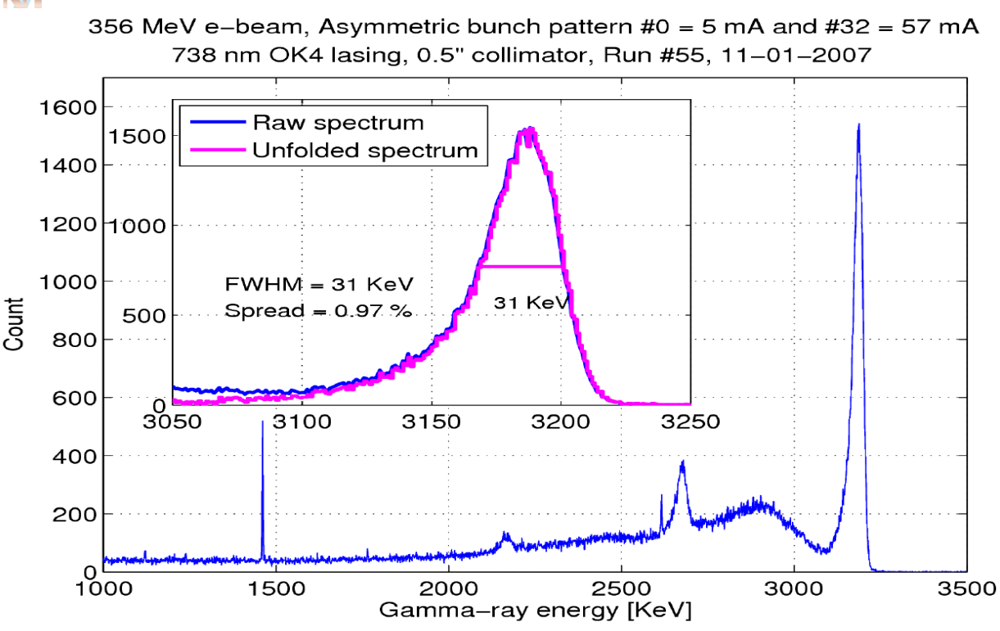 356 MeV e−beam, Asymmetric bunch pattern #0 = 5 mA and #32 = 57 mA
738 nm OK4 lasing, 0.5" collimator, Run #55, 11−01−2007
1600
1400
1200
1000
800
600
400
200
0
Count
1500
1000
500
0
Raw spectrum
Unfolded spectrum
FWHM = 31 KeV
Spread = 0.97 %
31 KeV
3050 3100 3150 3200 3250
1000 1500 2000 2500 3000 3500
Gamma−ray energy [KeV]